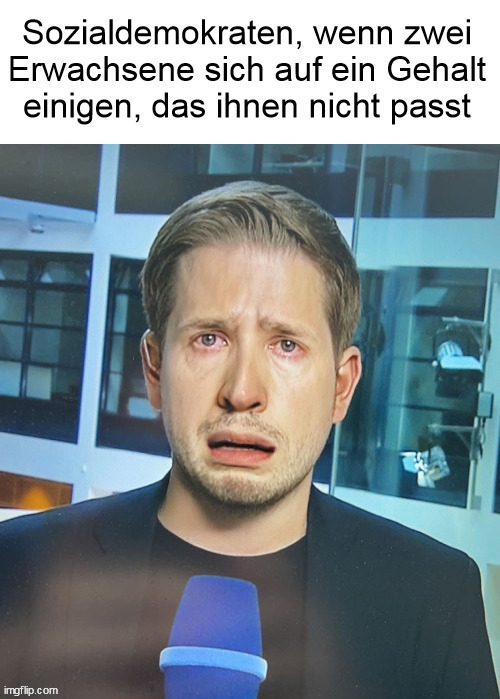 Sozialdemokraten, wenn zwei
Erwachsene sich auf ein Gehalt
einigen, das ihnen nicht passt
imgflip.com